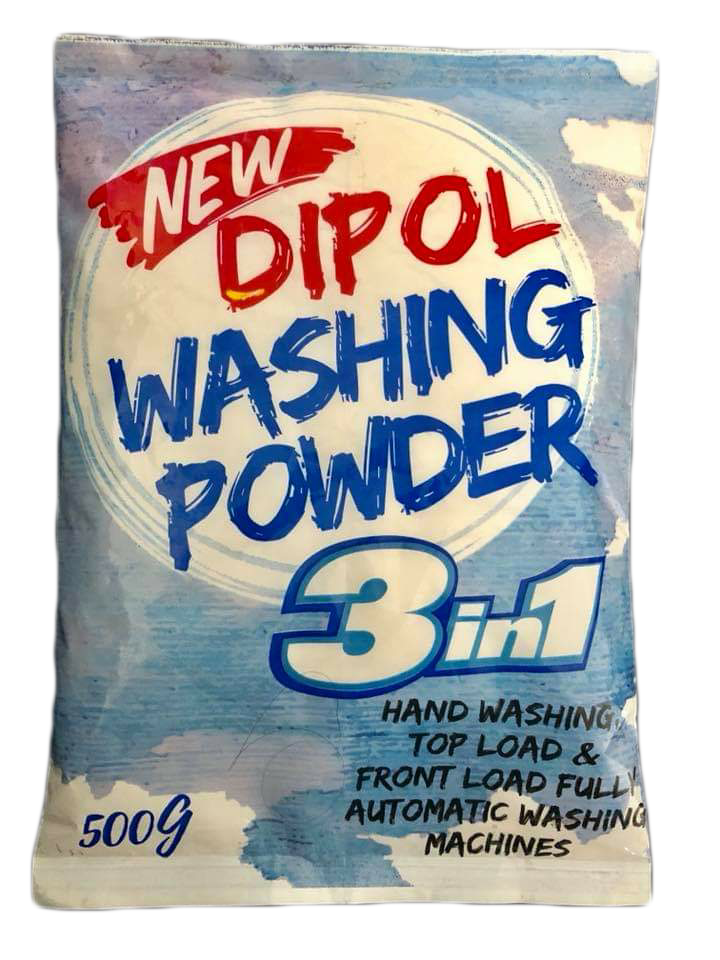 NEW
DIPOL
WASHING
POWDER
3in1
HAND WASHING,
TOP LOAD &
FRONT LOAD FULLY
AUTOMATIC WASHING
MACHINES
500G